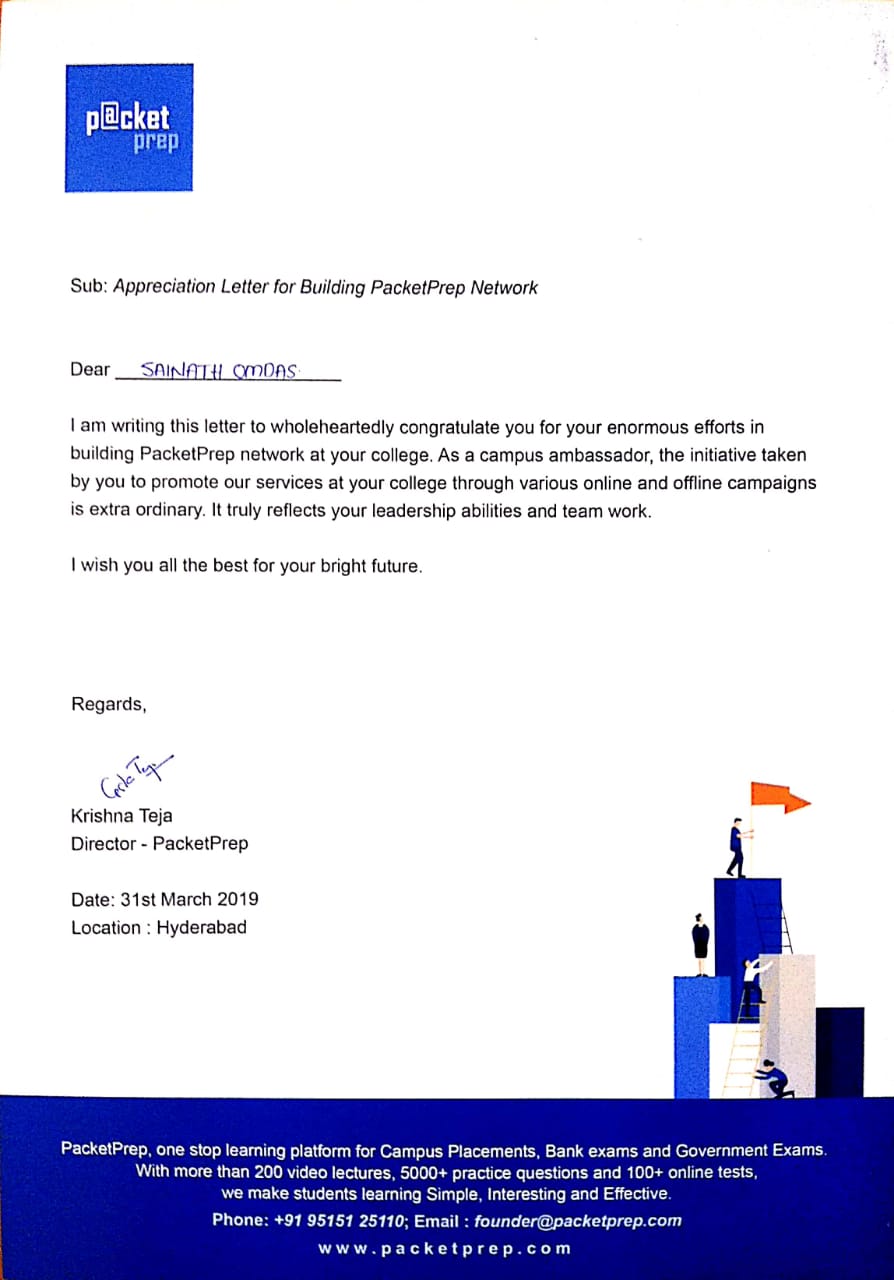 p@cket
prep
Sub: Appreciation Letter for Building PacketPrep Network
Dear SAINATH OMDAS
I am writing this letter to wholeheartedly congratulate you for your enormous efforts in
building PacketPrep network at your college. As a campus ambassador, the initiative taken
by you to promote our services at your college through various online and offline campaigns
is extra ordinary. It truly reflects your leadership abilities and team work.
I wish you all the best for your bright future.
Regards,
Krishna Teja
Director - PacketPrep
Date: 31st March 2019
Location : Hyderabad
PacketPrep, one stop learning platform for Campus Placements, Bank exams and Government Exams.
With more than 200 video lectures, 5000+ practice questions and 100+ online tests,
we make students learning Simple, Interesting and Effective.
Phone: +91 95151 25110; Email : founder@packetprep.com
www.packetprep.com